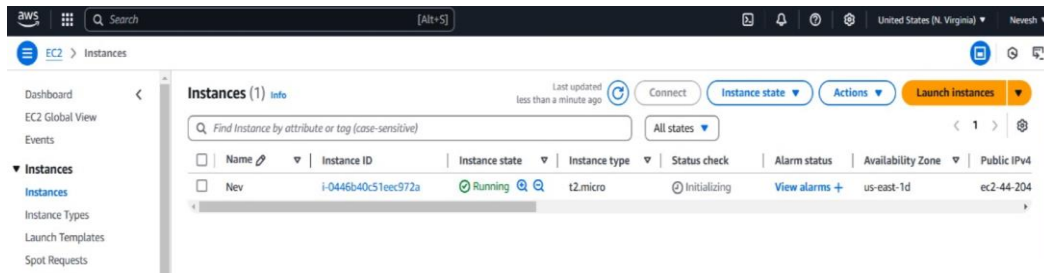 aws
Search
[Alt+S]
United States (N. Virginia)
Nevesh
EC2 > Instances
Dashboard
EC2 Global View
Events
Instances
Instances
Instance Types
Launch Templates
Spot Requests
Instances (1) Info
Last updated
less than a minute ago
Connect
Instance state
Actions
Launch instances
Find Instance by attribute or tag (case-sensitive)
All states
1
Name Instance ID Instance state Instance type Status check Alarm status Availability Zone Public IPv4
Nev i-0446b40c51eec972a Running t2.micro Initializing View alarms + us-east-1d ec2-44-204